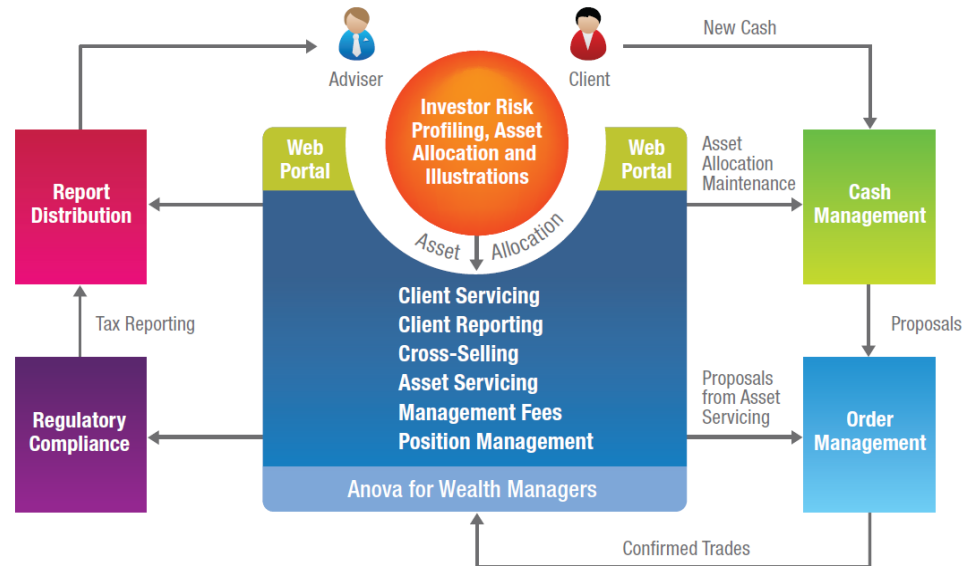 Adviser
Client
New Cash
Investor Risk
Profiling, Asset
Allocation and
Illustrations
Web
Portal
Web
Portal
Asset
Allocation
Maintenance
Report
Distribution
Cash
Management
Asset Allocation
Client Servicing
Client Reporting
Cross-Selling
Asset Servicing
Management Fees
Position Management
Tax Reporting
Proposals
Proposals
from Asset
Servicing
Regulatory
Compliance
Order
Management
Anova for Wealth Managers
Confirmed Trades